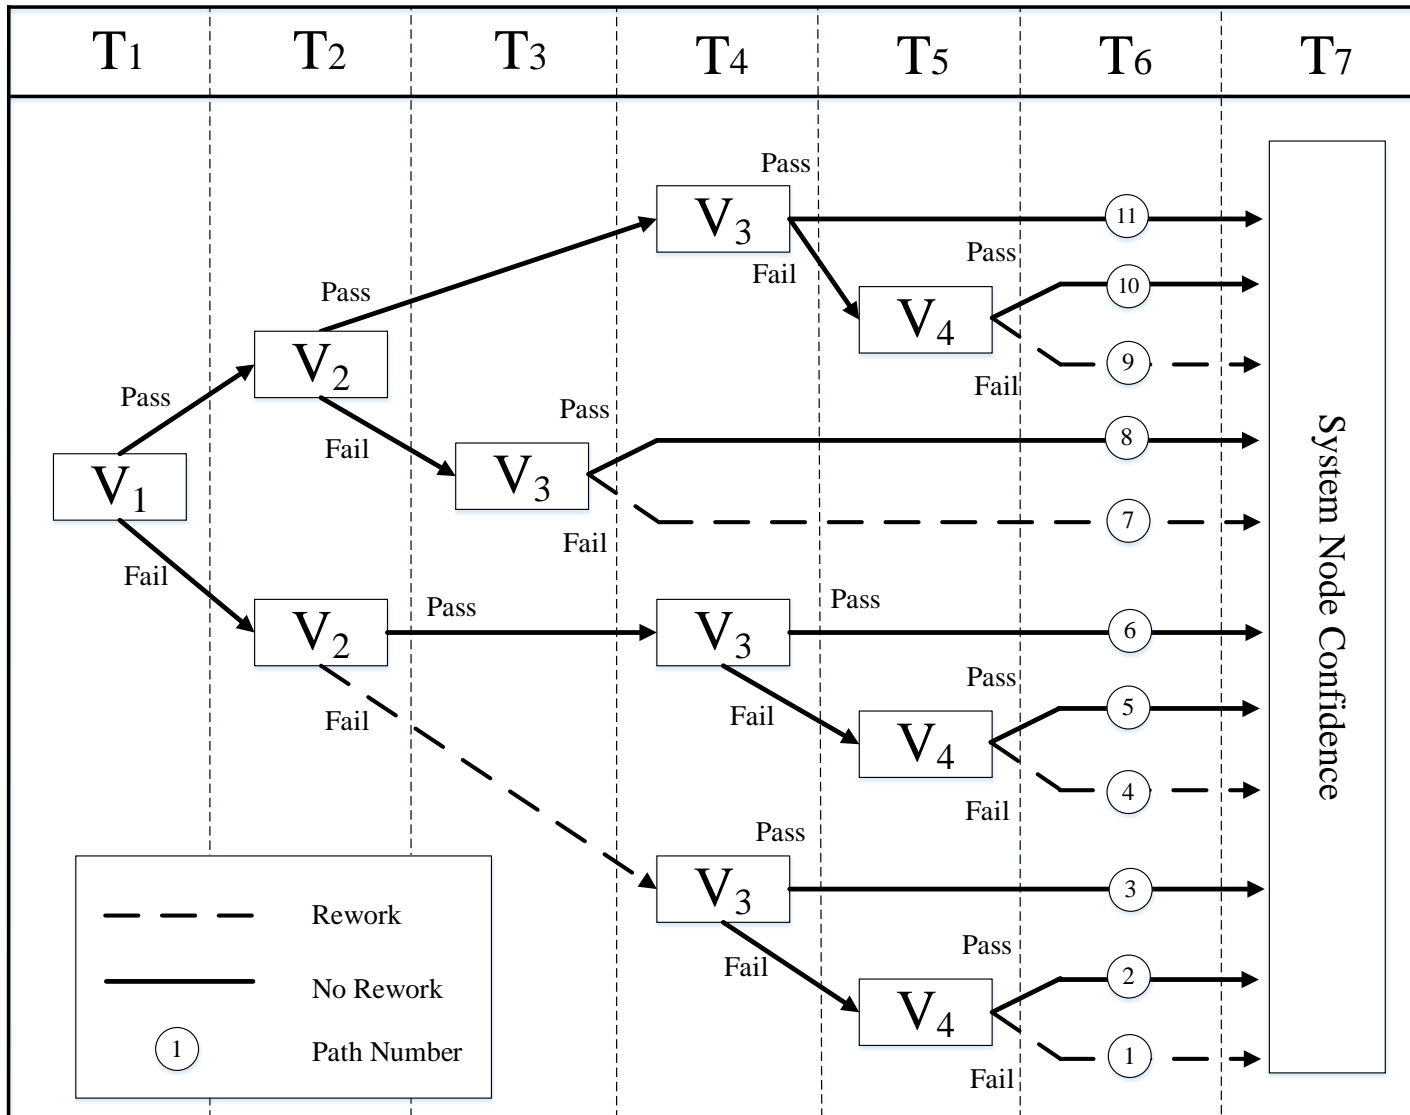 T1 T2 T3 T4 T5 T6 T7
Pass
V3
11
Fail
Pass
10
Pass
V4
V2
9
Fail
Pass
Pass
8
Fail
V3
V1
7
Fail
Fail
V2
Pass
V3
Pass
6
Pass
5
Fail
Fail
V4
4
Fail
Pass
V3
3
Pass
2
Fail
V4
1
Fail
System Node Confidence
Rework
No Rework
1 Path Number